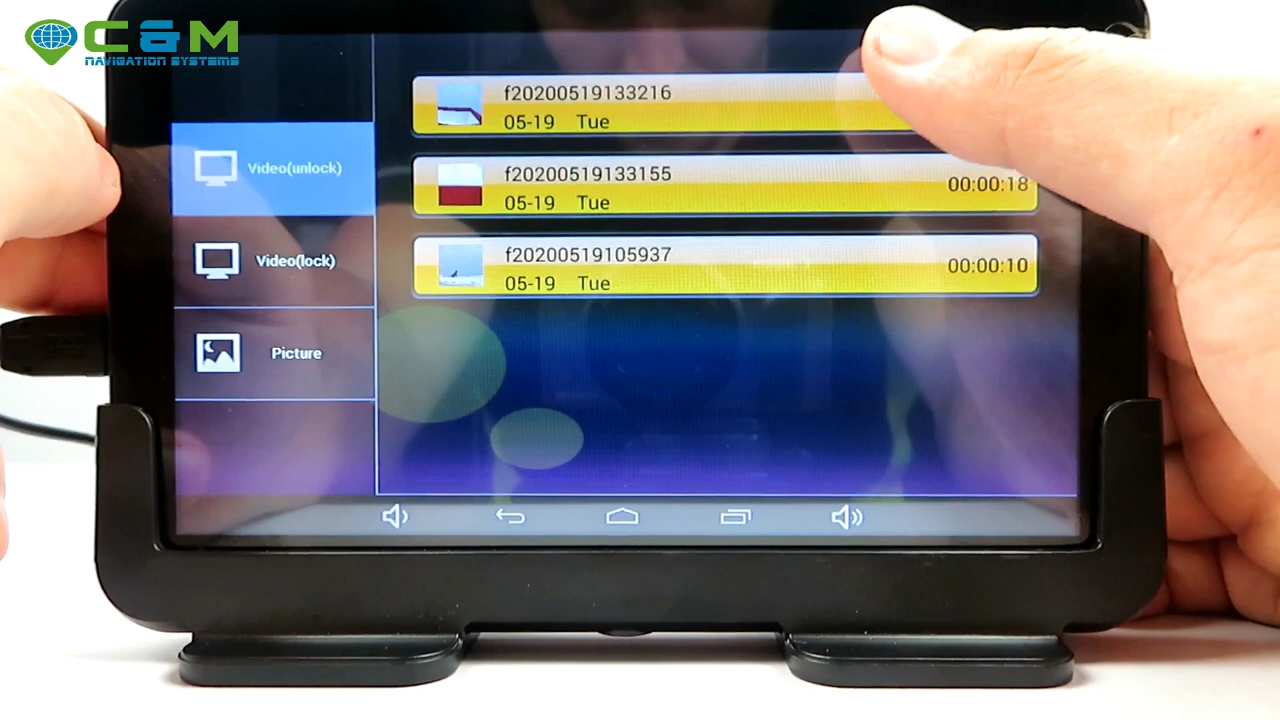 C & M
NAVIGATION SYSTEMS
Video(unlock)
Video(lock)
Picture
f20200519133216
05-19 Tue
f20200519133155
05-19 Tue
00:00:18
f20200519105937
05-19 Tue
00:00:10